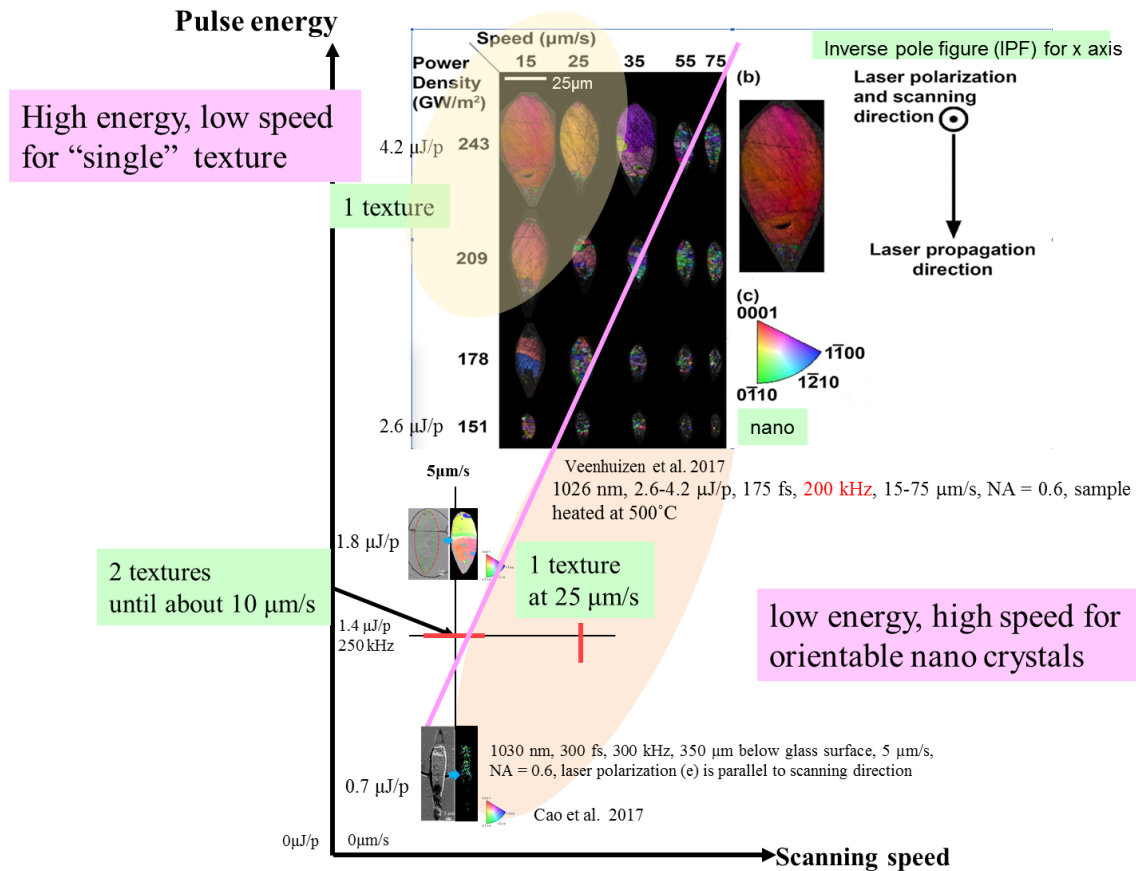 Pulse energy
High energy, low speed
for “single” texture
1 texture
Speed (µm/s)
15 25 35 55 75
Power
Density
(GW/m²)
25µm
4.2 µJ/p 243
209
178
2.6µJ/p 151
Inverse pole figure (IPF) for x axis
(b)
Laser polarization
and scanning
direction
Laser propagation
direction
(c)
0001
11̅00
12̅10
01̅10
nano
Veenhuizen et al. 2017
1026 nm, 2.6-4.2 µJ/p, 175 fs, 200 kHz, 15-75 µm/s, NA = 0.6, sample
heated at 500˚C
5µm/s
1.8 µJ/p
2 textures
until about 10 µm/s
1 texture
at 25 µm/s
1.4 µJ/p
250 kHz
low energy, high speed for
orientable nano crystals
0.7 µJ/p
1030 nm, 300 fs, 300 kHz, 350 µm below glass surface, 5 µm/s,
NA = 0.6, laser polarization (e) is parallel to scanning direction
Cao et al. 2017
0µJ/p 0µm/s
Scanning speed